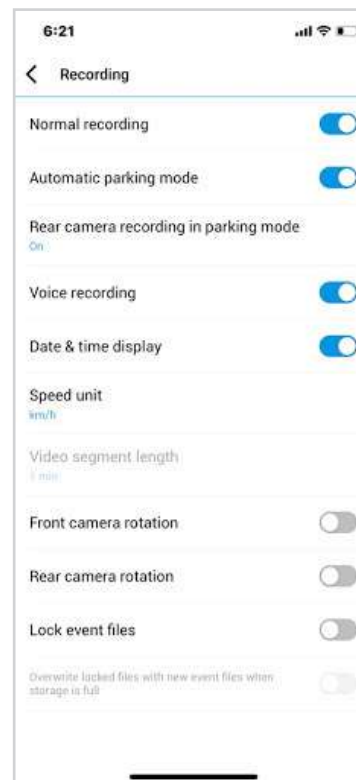 6:21
Recording
Normal recording
Automatic parking mode
Rear camera recording in parking mode
On
Voice recording
Date & time display
Speed unit
km/h
Video segment length
min
Front camera rotation
Rear camera rotation
Lock event files
Overwrite locked files with new event files when
storage is full